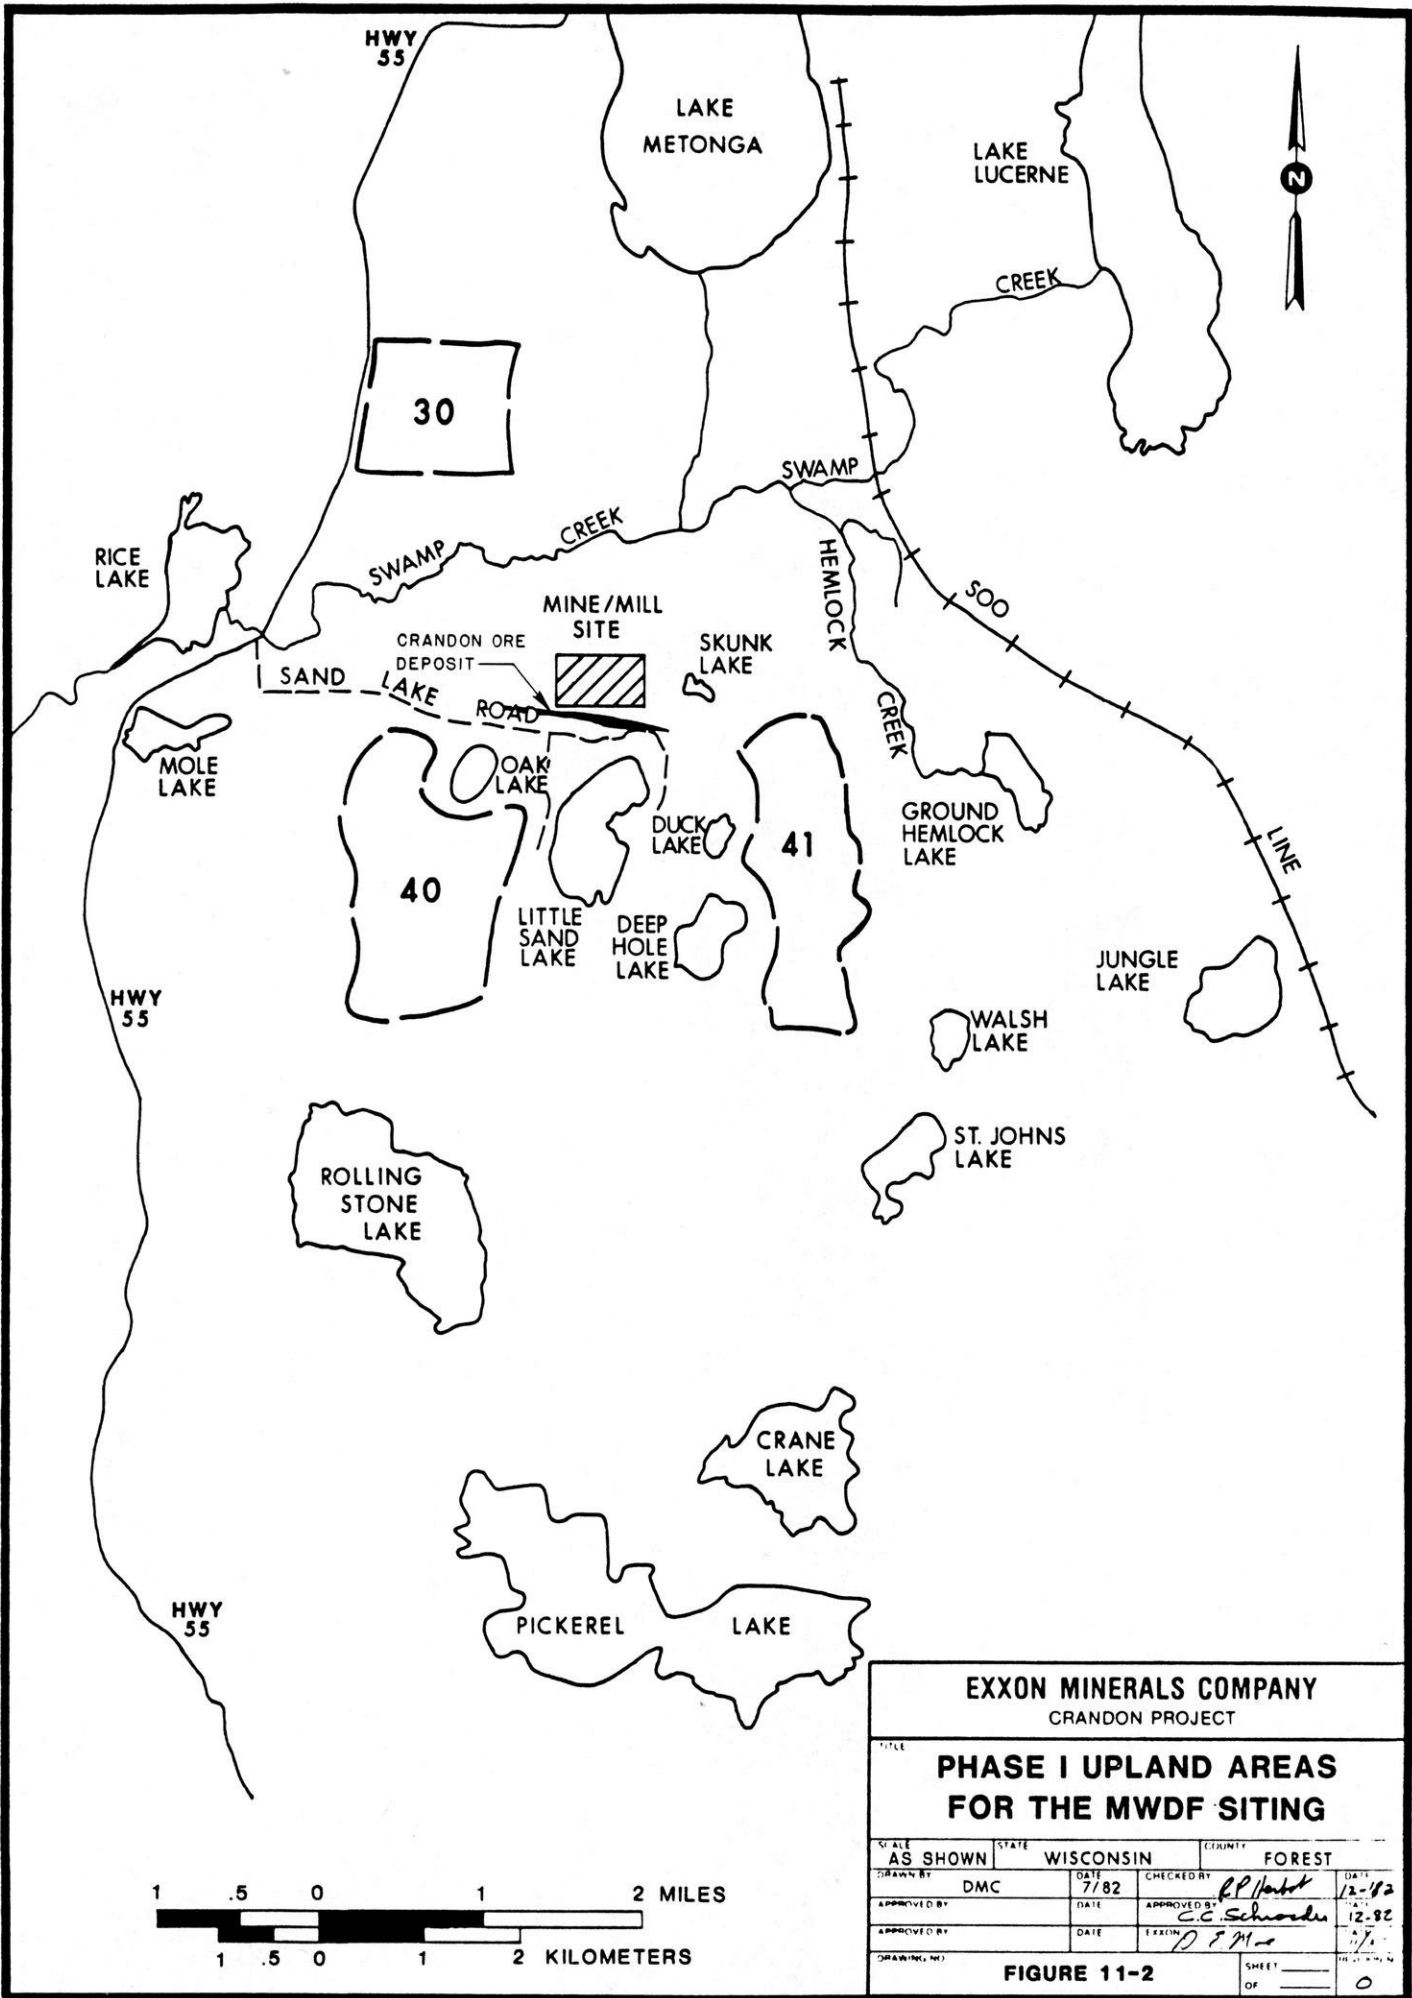 HWY
55
LAKE
METONGA
LAKE
LUCERNE
N
CREEK
30
SWAMP
CREEK
SWAMP
RICE
LAKE
HEMLOCK
CREEK
SOO
LINE
MINE/MILL
SITE
CRANDON ORE
DEPOSIT
SKUNK
LAKE
SAND LAKE ROAD
MOLE
LAKE
OAK
LAKE
DUCK
LAKE
41
GROUND
HEMLOCK
LAKE
40
LITTLE
SAND
LAKE
DEEP
HOLE
LAKE
JUNGLE
LAKE
HWY
55
WALSH
LAKE
ST. JOHNS
LAKE
ROLLING
STONE
LAKE
CRANE
LAKE
HWY
55
PICKEREL LAKE
EXXON MINERALS COMPANY
CRANDON PROJECT
TITLE
PHASE I UPLAND AREAS
FOR THE MWDF SITING
SCALE AS SHOWN STATE WISCONSIN COUNTY FOREST
DRAWN BY DMC DATE 7/82 CHECKED BY DATE 12-82
APPROVED BY DATE APPROVED BY C.C. Schroeder DATE 12-82
APPROVED BY DATE EXXON
DRAWING NO FIGURE 11-2 SHEET OF 0
1 .5 0 1 2 MILES
1 .5 0 1 2 KILOMETERS